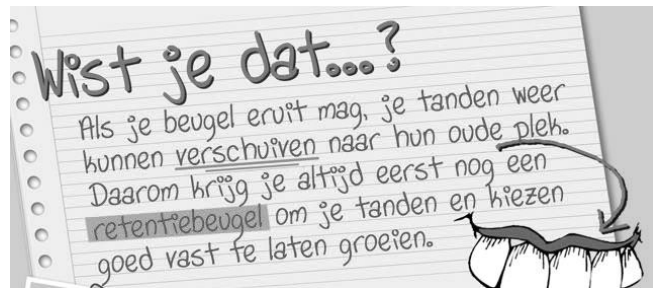 Wist je dat...?
Als je beugel eruit mag, je tanden weer
kunnen verschuiven naar hun oude plek.
Daarom krijg je altijd eerst nog een
retentiebeugel om je tanden en kiezen
goed vast te laten groeien.